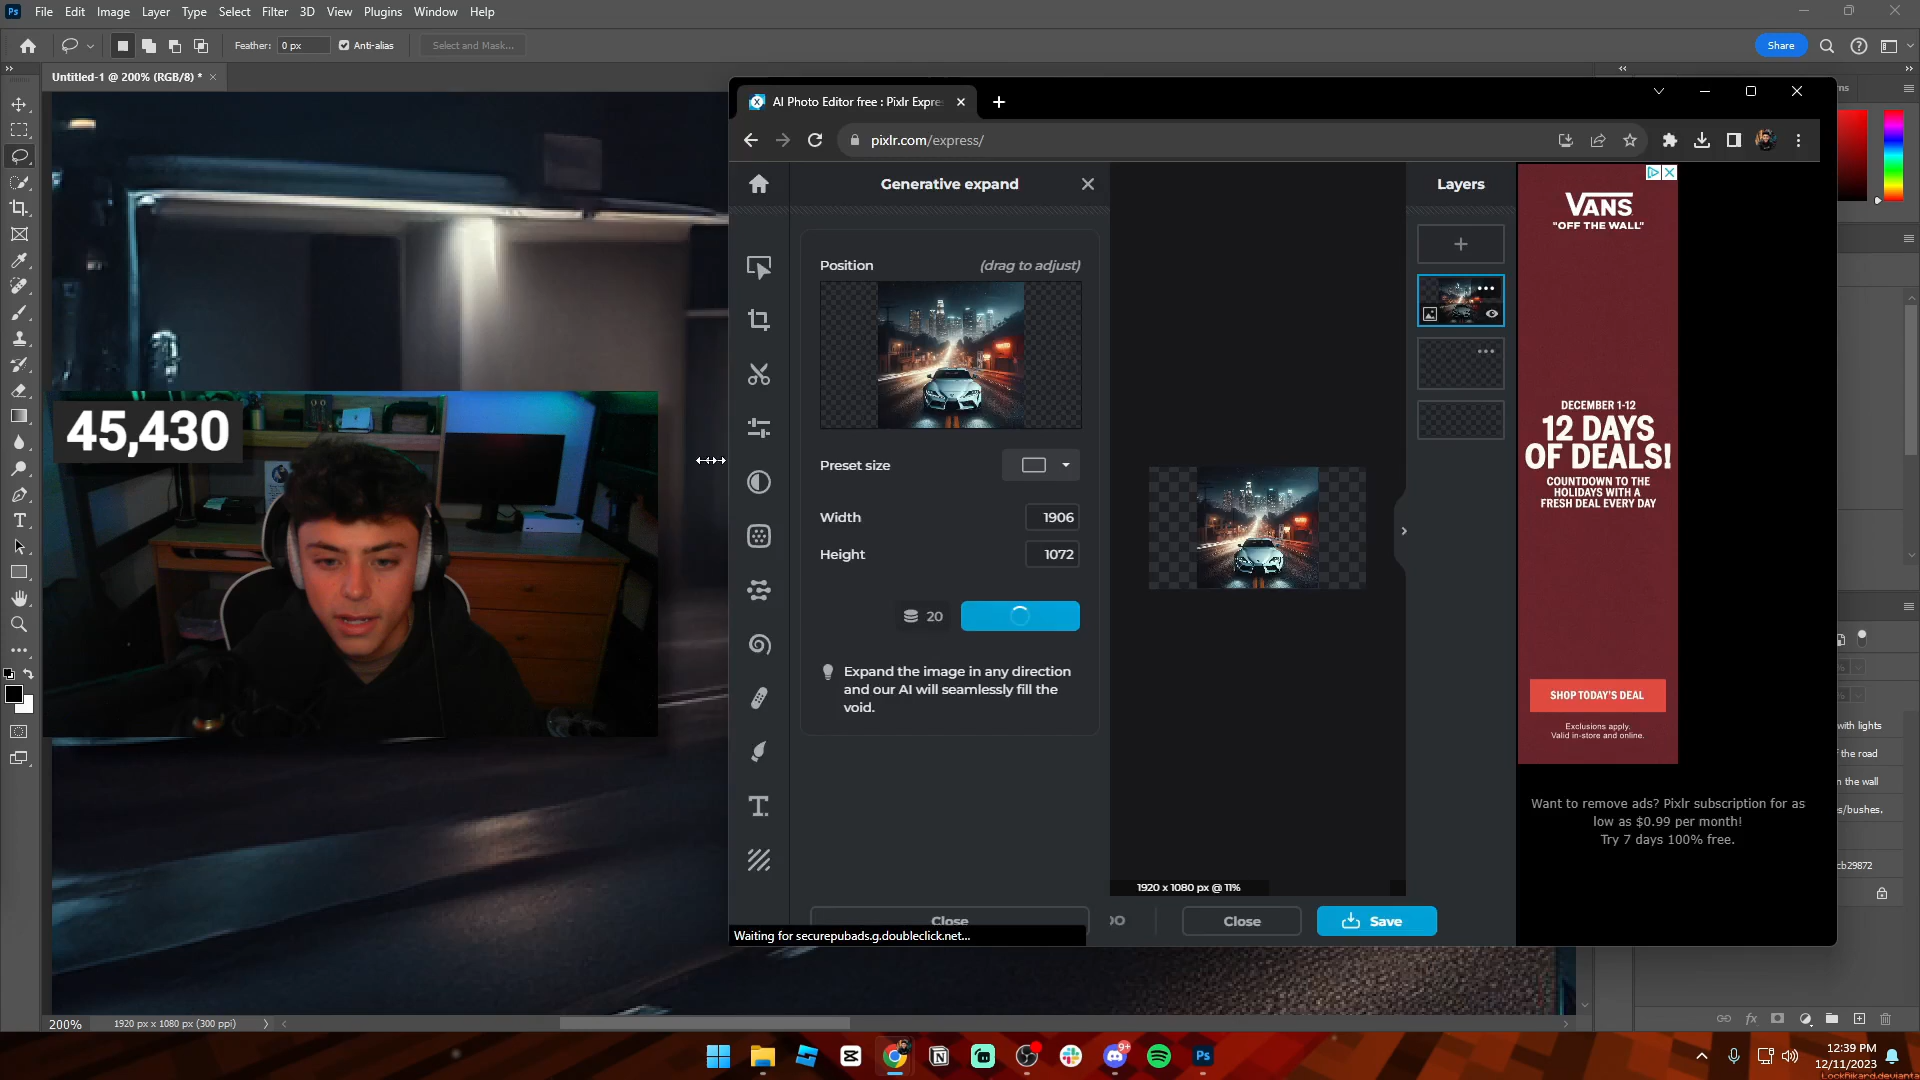 Ps File Edit Image Layer Type Select Filter 3D View Plugins Window Help
Feather: 0 px Anti-alias Select and Mask... Share
Untitled-1 @ 200% (RGB/8) * ×
AI Photo Editor free : Pixlr Expre
pixlr.com/express/
Generative expand
Layers
Position (drag to adjust)
Preset size
Width 1906
Height 1072
20
Expand the image in any direction
and our AI will seamlessly fill the
void.
Close
Waiting for securepubads.g.doubleclick.net...
1920 x 1080 px @ 11%
Close Save
45,430
VANS
"OFF THE WALL"
DECEMBER 1-12
12 DAYS
OF DEALS!
COUNTDOWN TO THE
HOLIDAYS WITH A
FRESH DEAL EVERY DAY
SHOP TODAY'S DEAL
Exclusions apply.
Valid in-store and online.
Want to remove ads? Pixlr subscription for as
low as $0.99 per month!
Try 7 days 100% free.
with lights
the road
the wall
s/bushes.
cb29872
200% 1920 px x 1080 px (300 ppi)
9+
Ps
12:39 PM
12/11/2023